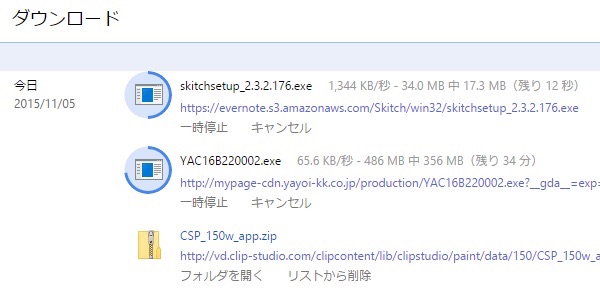 ダウンロード
今日
2015/11/05
skitchsetup_2.3.2.176.exe 1,344 KB/秒 - 34.0 MB 中 17.3 MB（残り 12 秒）
https://evernote.s3.amazonaws.com/Skitch/win32/skitchsetup_2.3.2.176.exe
一時停止 キャンセル
YAC16B220002.exe 65.6 KB/秒 - 486 MB 中 356 MB（残り 34 分）
http://mypage-cdn.yayoi-kk.co.jp/production/YAC16B220002.exe?__gda__=exp=
一時停止 キャンセル
CSP_150w_app.zip
http://vd.clip-studio.com/clipcontent/lib/clipstudio/paint/data/150/CSP_150w_a
フォルダを開く リストから削除